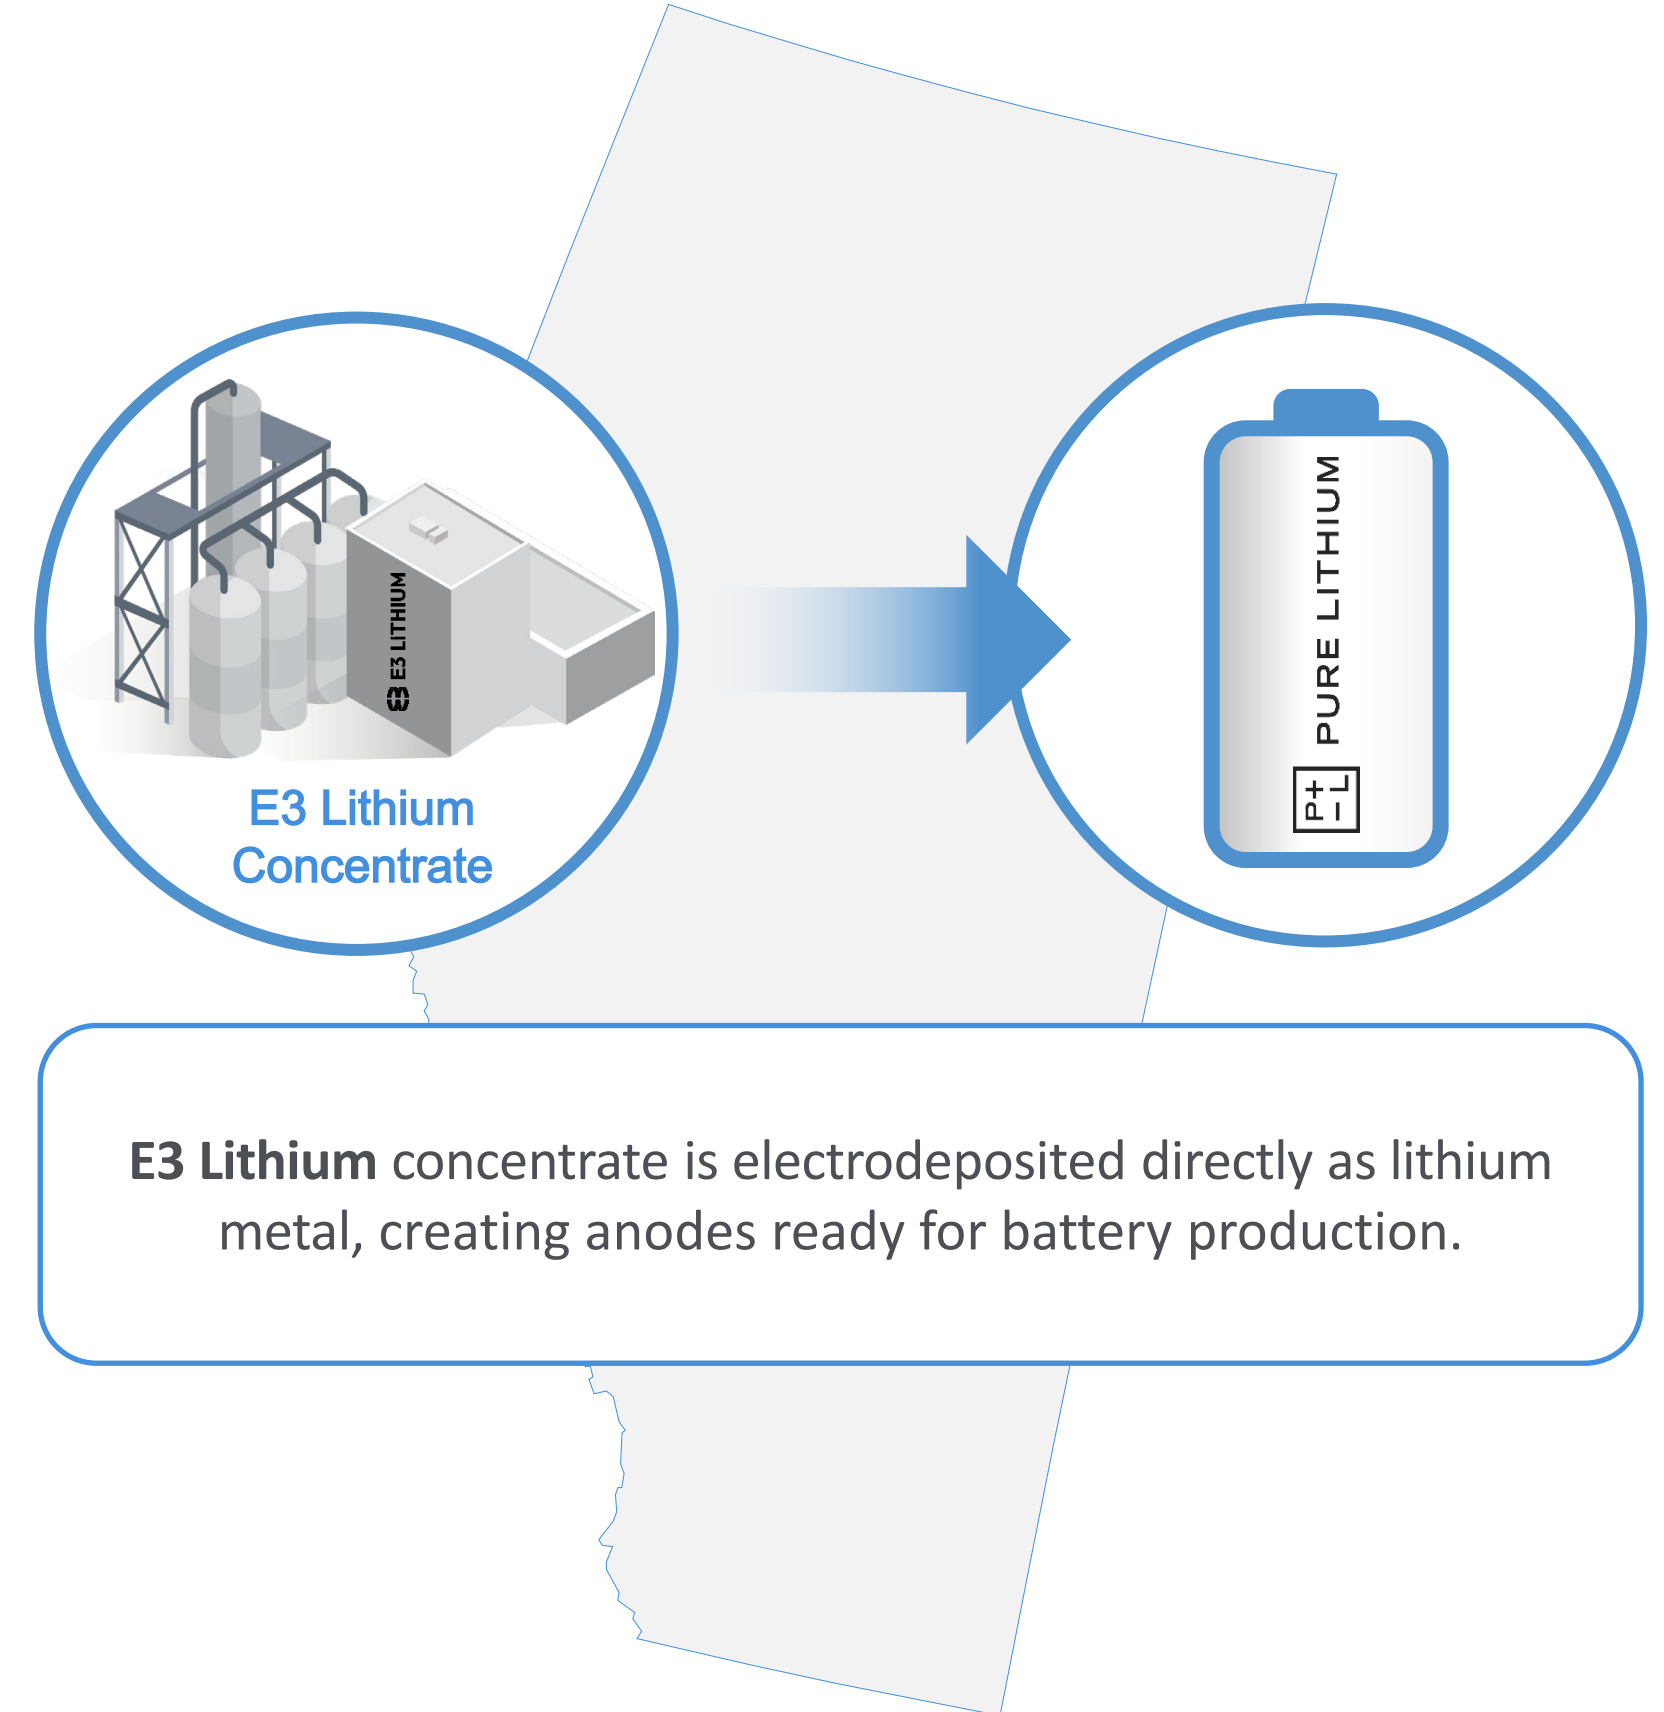 E3 LITHIUM
E3 Lithium
Concentrate
PURE LITHIUM
P+
-L
E3 Lithium concentrate is electrodeposited directly as lithium
metal, creating anodes ready for battery production.